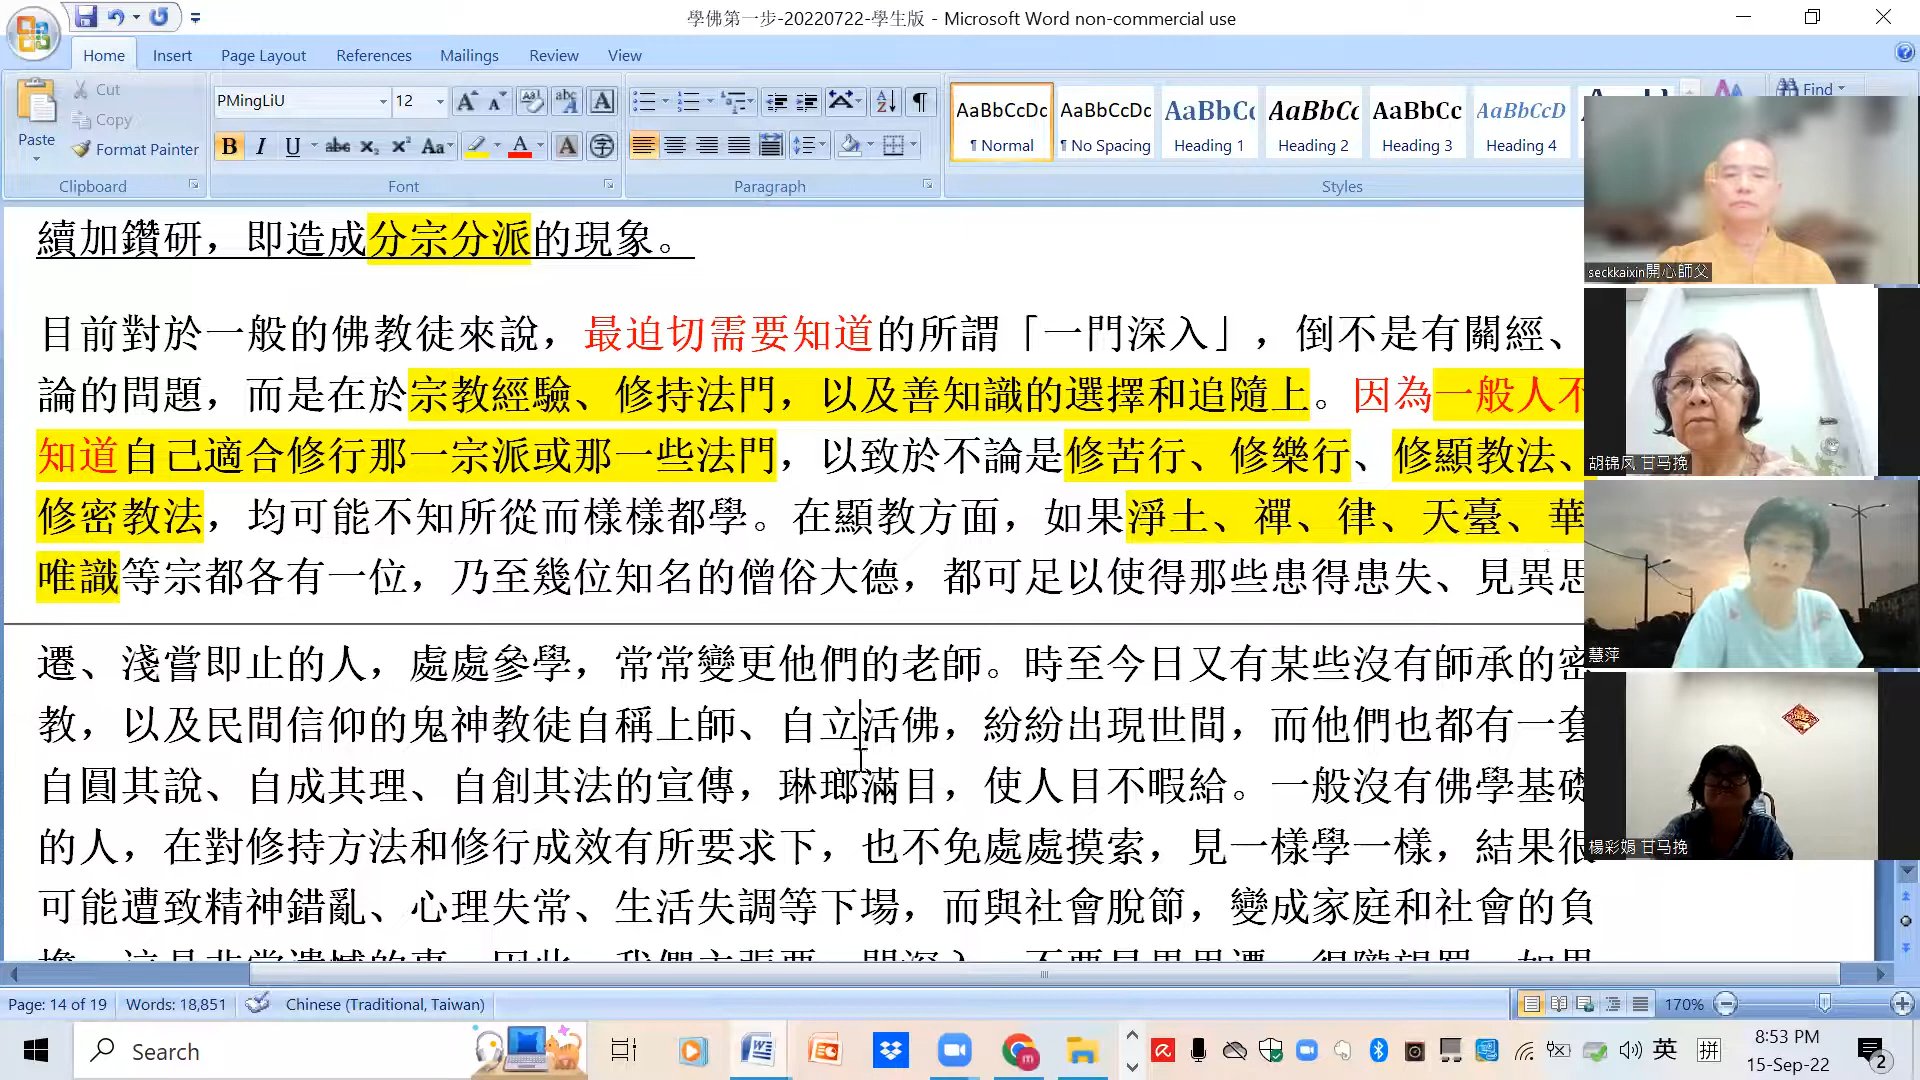 學佛第一步-20220722-學生版 - Microsoft Word non-commercial use
Home Insert Page Layout References Mailings Review View
Paste
Cut
Copy
Format Painter
Clipboard
PMingLiU 12
Font
Paragraph
AaBbCcDc AaBbCcDc AaBbCc AaBbCc AaBbCc AaBbCcD
¶ Normal ¶ No Spacing Heading 1 Heading 2 Heading 3 Heading 4
Styles
Find
續加鑽研，即造成分宗分派的現象。
目前對於一般的佛教徒來說，最迫切需要知道的所謂「一門深入」，倒不是有關經、
論的問題，而是在於宗教經驗、修持法門，以及善知識的選擇和追隨上。因為一般人不
知道自己適合修行那一宗派或那一些法門，以致於不論是修苦行、修樂行、修顯教法、
修密教法，均可能不知所從而樣樣都學。在顯教方面，如果淨土、禪、律、天臺、華
唯識等宗都各有一位，乃至幾位知名的僧俗大德，都可足以使得那些患得患失、見異思
遷、淺嘗即止的人，處處參學，常常變更他們的老師。時至今日又有某些沒有師承的密
教，以及民間信仰的鬼神教徒自稱上師、自立活佛，紛紛出現世間，而他們也都有一套
自圓其說、自成其理、自創其法的宣傳，琳瑯滿目，使人目不暇給。一般沒有佛學基礎
的人，在對修持方法和修行成效有所要求下，也不免處處摸索，見一樣學一樣，結果很
可能遭致精神錯亂、心理失常、生活失調等下場，而與社會脫節，變成家庭和社會的負
seckkaixin開心師父
胡锦凤 甘马挽
慧萍
楊彩娟 甘马挽
Page: 14 of 19 Words: 18,851 Chinese (Traditional, Taiwan) 170%
Search
英 拼
8:53 PM
15-Sep-22
2